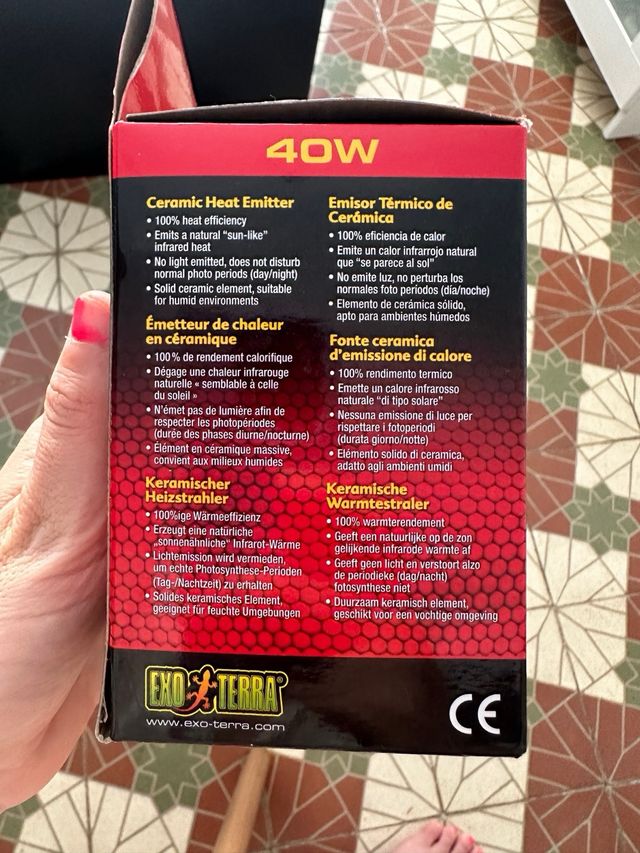 40W
Ceramic Heat Emitter
• 100% heat efficiency
• Emits a natural “sun-like”
infrared heat
• No light emitted, does not disturb
normal photo periods (day/night)
• Solid ceramic element, suitable
for humid environments
Émetteur de chaleur
en céramique
• 100 % de rendement calorifique
• Dégage une chaleur infrarouge
naturelle « semblable à celle
du soleil »
• N’émet pas de lumière afin de
respecter les photopériodes
(durée des phases diurne/nocturne)
• Élément en céramique massive,
convient aux milieux humides
Keramischer
Heizstrahler
• 100%ige Wärmeeffizienz
• Erzeugt eine natürliche
„sonnenähnliche“ Infrarot-Wärme
• Lichtemission wird vermieden,
um echte Photosynthese-Perioden
(Tag-/Nachtzeit) zu erhalten
• Solides keramisches Element,
geeignet für feuchte Umgebungen
Emisor Térmico de
Cerámica
• 100% eficiencia de calor
• Emite un calor infrarrojo natural
que “se parece al sol”
• No emite luz, no perturba los
normales foto periodos (día/noche)
• Elemento de cerámica sólido,
apto para ambientes húmedos
Fonte ceramica
d’emissione di calore
• 100% rendimento termico
• Emette un calore infrarosso
naturale “di tipo solare”
• Nessuna emissione di luce per
rispettare i fotoperiodi
(durata giorno/notte)
• Elémento solido di ceramica,
adatto agli ambienti umidi
Keramische
Warmtestraler
• 100% warmterendement
• Geeft een natuurlijke op de zon
gelijkende infrarode warmte af
• Geeft geen licht en verstoort alzo
de periodieke (dag/nacht)
fotosynthese niet
• Duurzaam keramisch element,
geschikt voor een vochtige omgeving
EXO TERRA®
www.exo-terra.com
CE